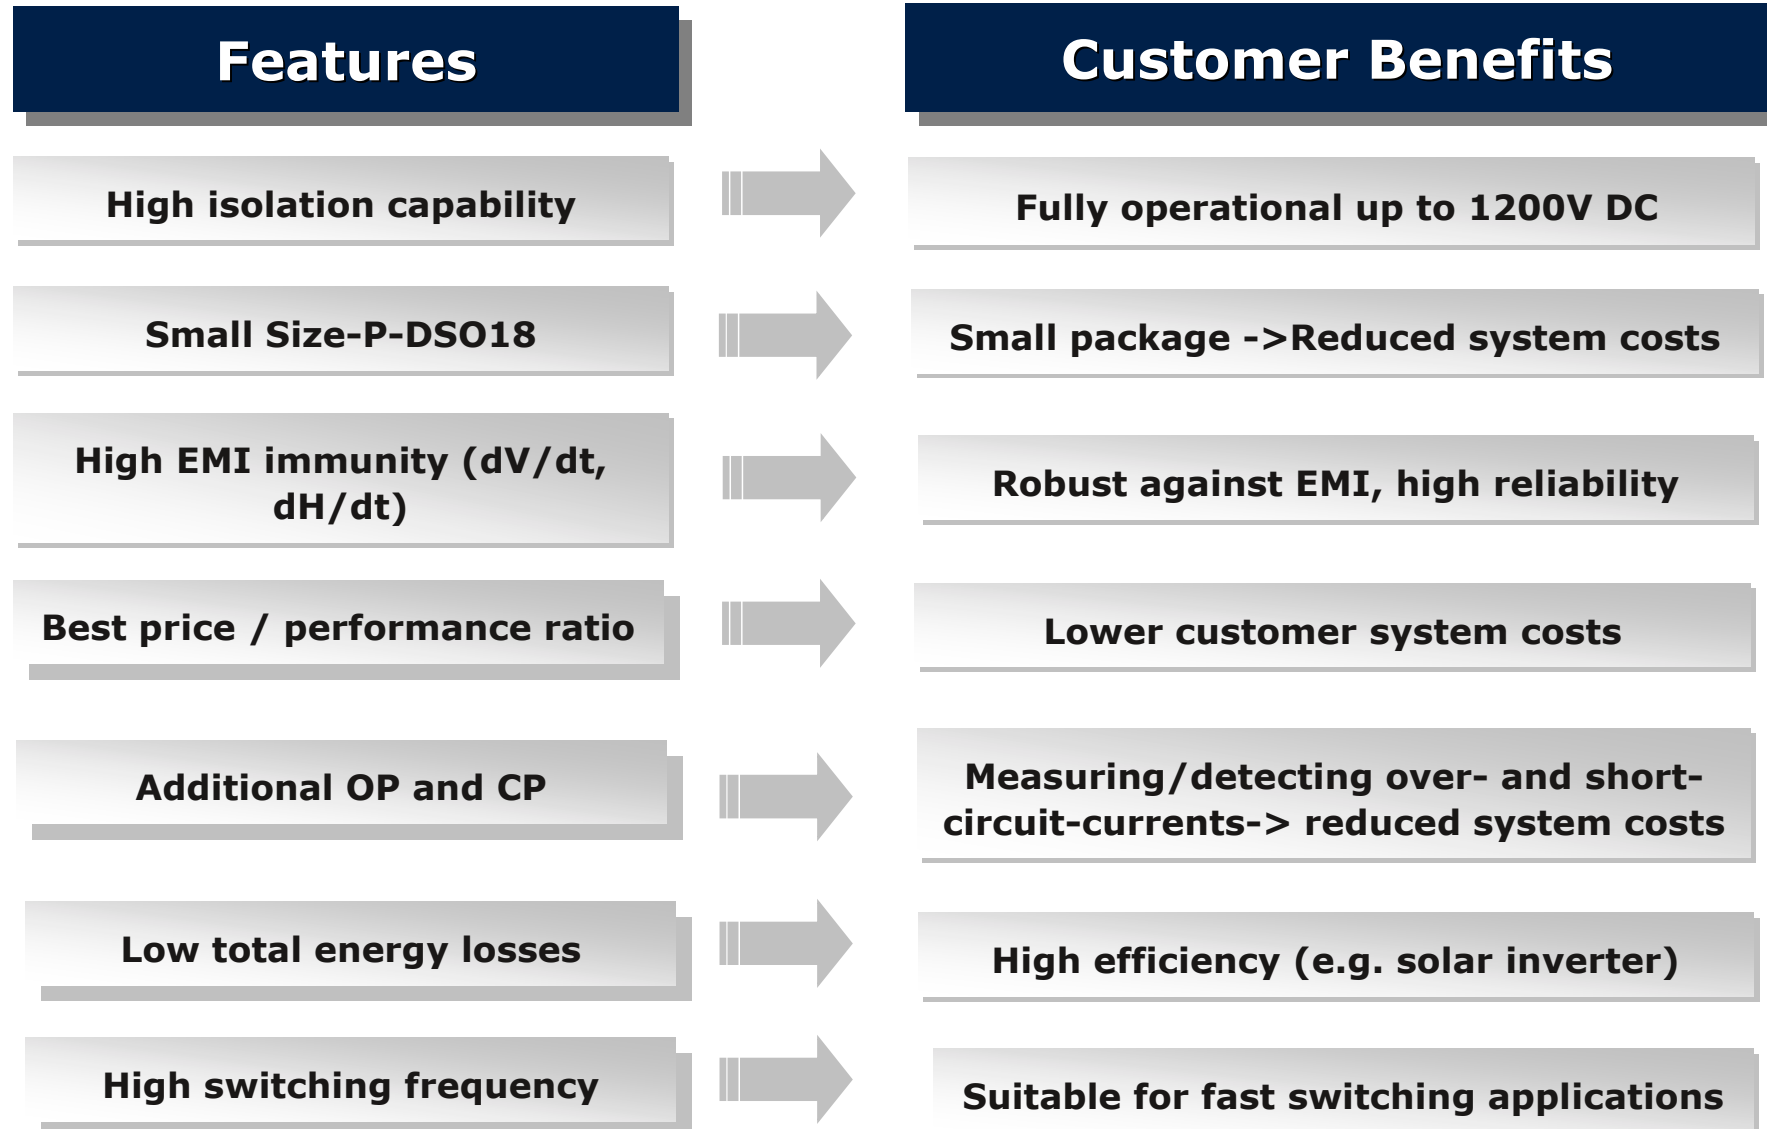 Features
Customer Benefits
High isolation capability
Fully operational up to 1200V DC
Small Size-P-DSO18
Small package ->Reduced system costs
High EMI immunity (dV/dt,
dH/dt)
Robust against EMI, high reliability
Best price / performance ratio
Lower customer system costs
Additional OP and CP
Measuring/detecting over- and short-
circuit-currents-> reduced system costs
Low total energy losses
High efficiency (e.g. solar inverter)
High switching frequency
Suitable for fast switching applications